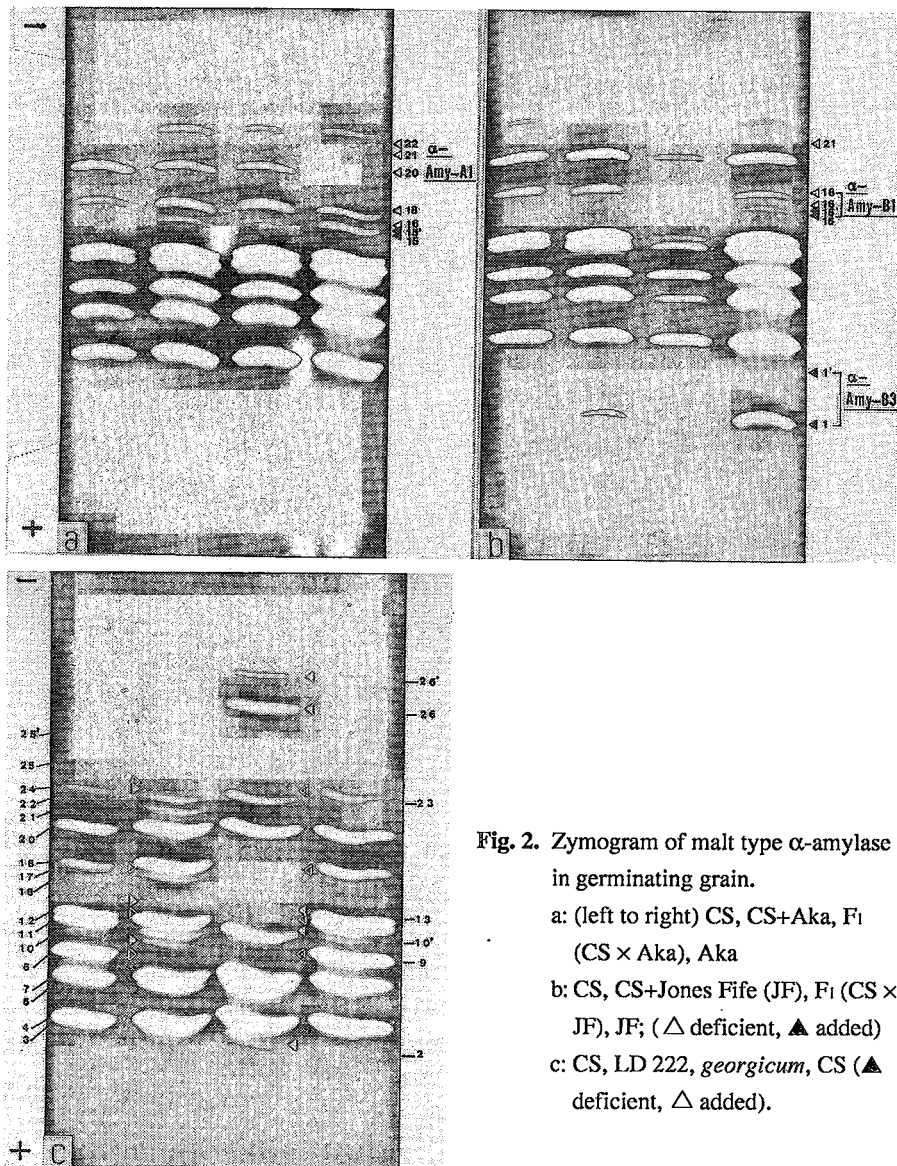 −
◁ 22
◁ 21 α−
◁ 20 Amy-A1
◁ 18
+
a
◁ 21
◁ 18 α−
Amy-B1
1' α−
Amy-B3
1
b
−
26'
26
25'
25
24
22
21
20
18
17
16
12
11
10
8
7
5
4
3
23
13
10'
9
2
+
c
Fig. 2. Zymogram of malt type α-amylase
in germinating grain.
a: (left to right) CS, CS+Aka, F1
(CS × Aka), Aka
b: CS, CS+Jones Fife (JF), F1 (CS ×
JF), JF; (△ deficient, ▲ added)
c: CS, LD 222, georgicum, CS (▲
deficient, △ added).